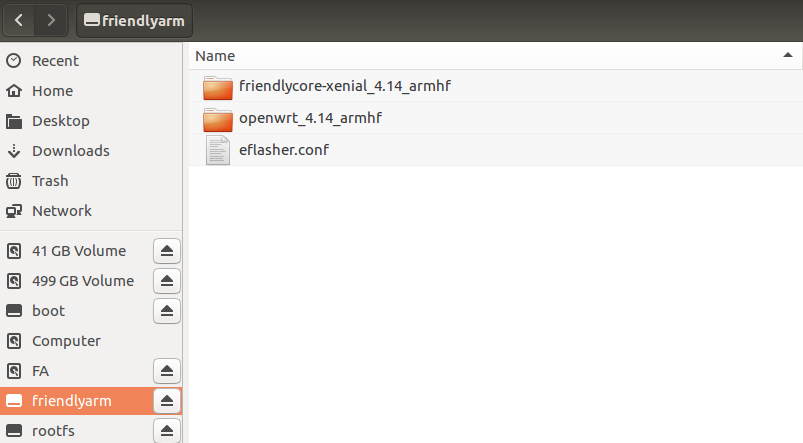 friendlyarm
Name
friendlycore-xenial_4.14_armhf
openwrt_4.14_armhf
eflasher.conf
Recent
Home
Desktop
Downloads
Trash
Network
41 GB Volume
499 GB Volume
boot
Computer
FA
friendlyarm
rootfs